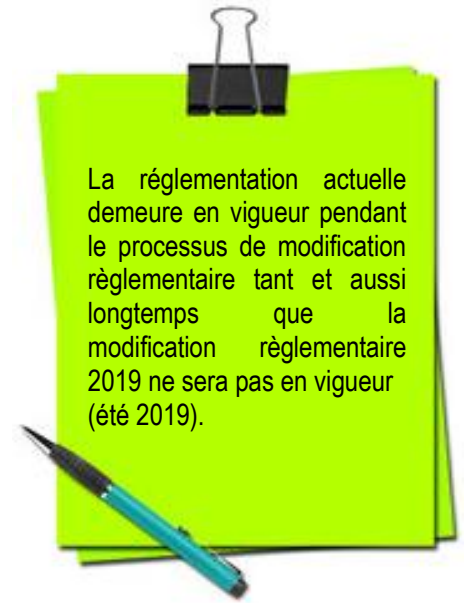 La réglementation actuelle
demeure en vigueur pendant
le processus de modification
règlementaire tant et aussi
longtemps que la
modification règlementaire
2019 ne sera pas en vigueur
(été 2019).